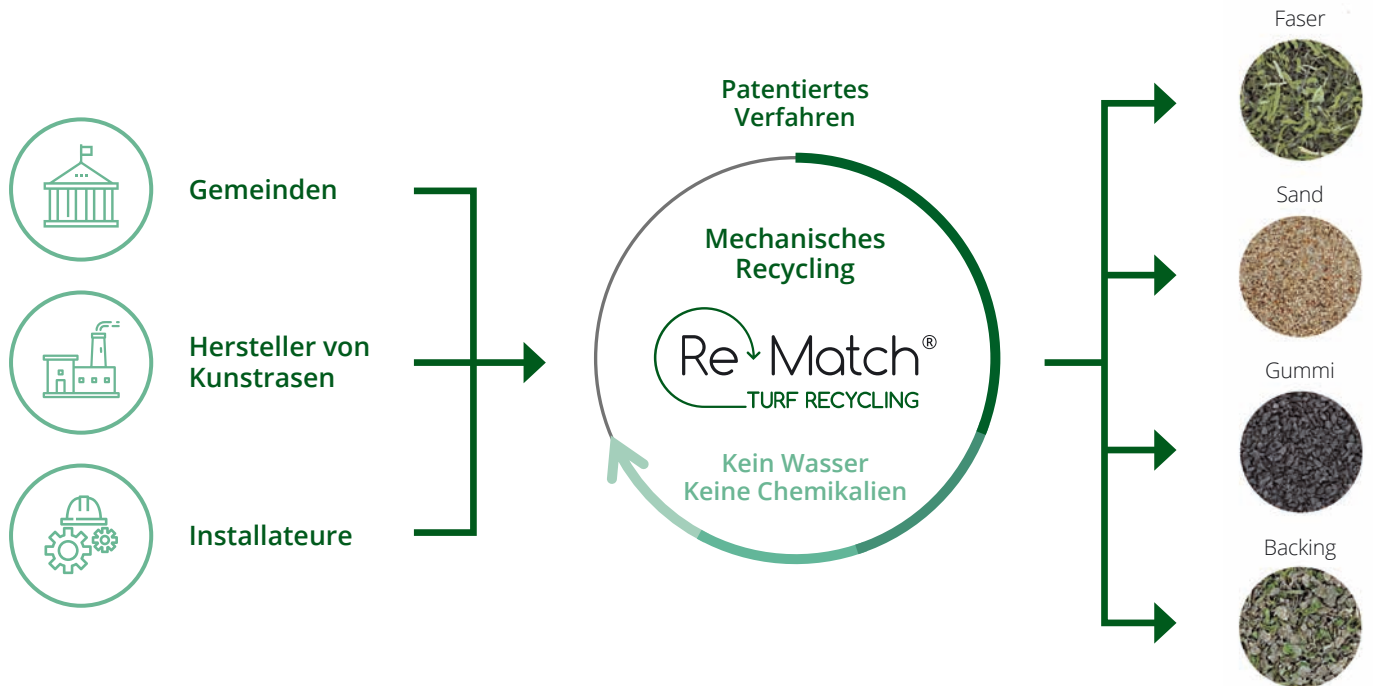 Gemeinden
Hersteller von
Kunstrasen
Installateure
Patentiertes
Verfahren
Mechanisches
Recycling
Re Match®
TURF RECYCLING
Kein Wasser
Keine Chemikalien
Faser
Sand
Gummi
Backing